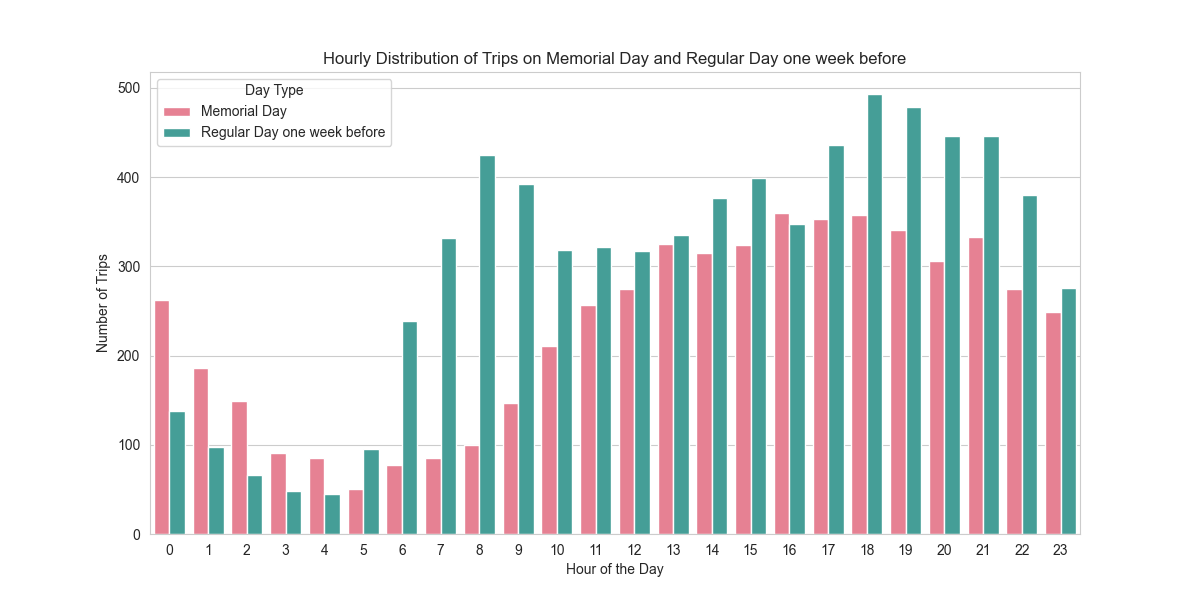 Hourly Distribution of Trips on Memorial Day and Regular Day one week before
Day Type
Memorial Day
Regular Day one week before
Number of Trips
500
400
300
200
100
0
0 1 2 3 4 5 6 7 8 9 10 11 12 13 14 15 16 17 18 19 20 21 22 23
Hour of the Day